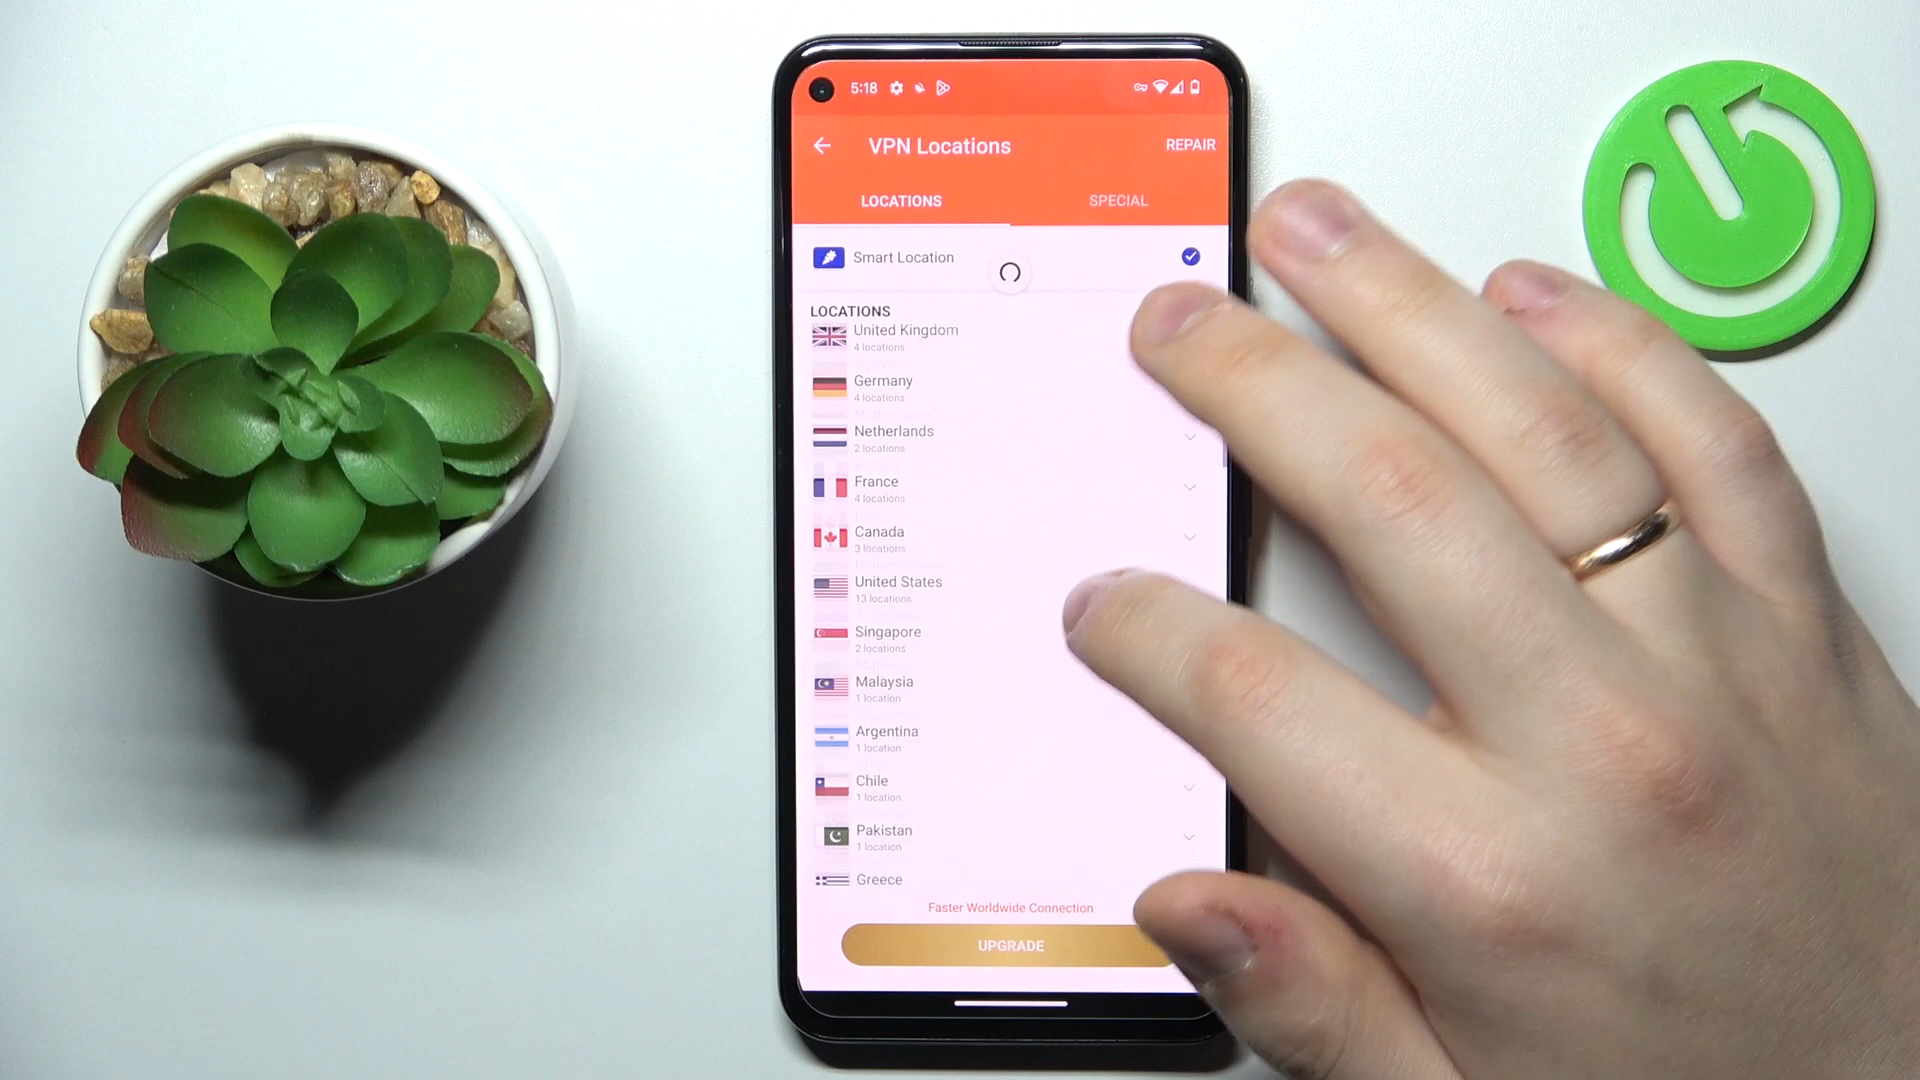 5:18
VPN Locations
REPAIR
LOCATIONS
SPECIAL
Smart Location
LOCATIONS
United Kingdom
4 locations
Germany
4 locations
Netherlands
2 locations
France
4 locations
Canada
3 locations
United States
13 locations
Singapore
2 locations
Malaysia
1 location
Argentina
1 location
Chile
1 location
Pakistan
1 location
Greece
Faster Worldwide Connection
UPGRADE